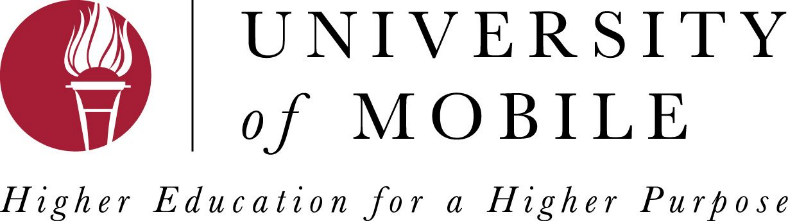 UNIVERSITY
of MOBILE
Higher Education for a Higher Purpose